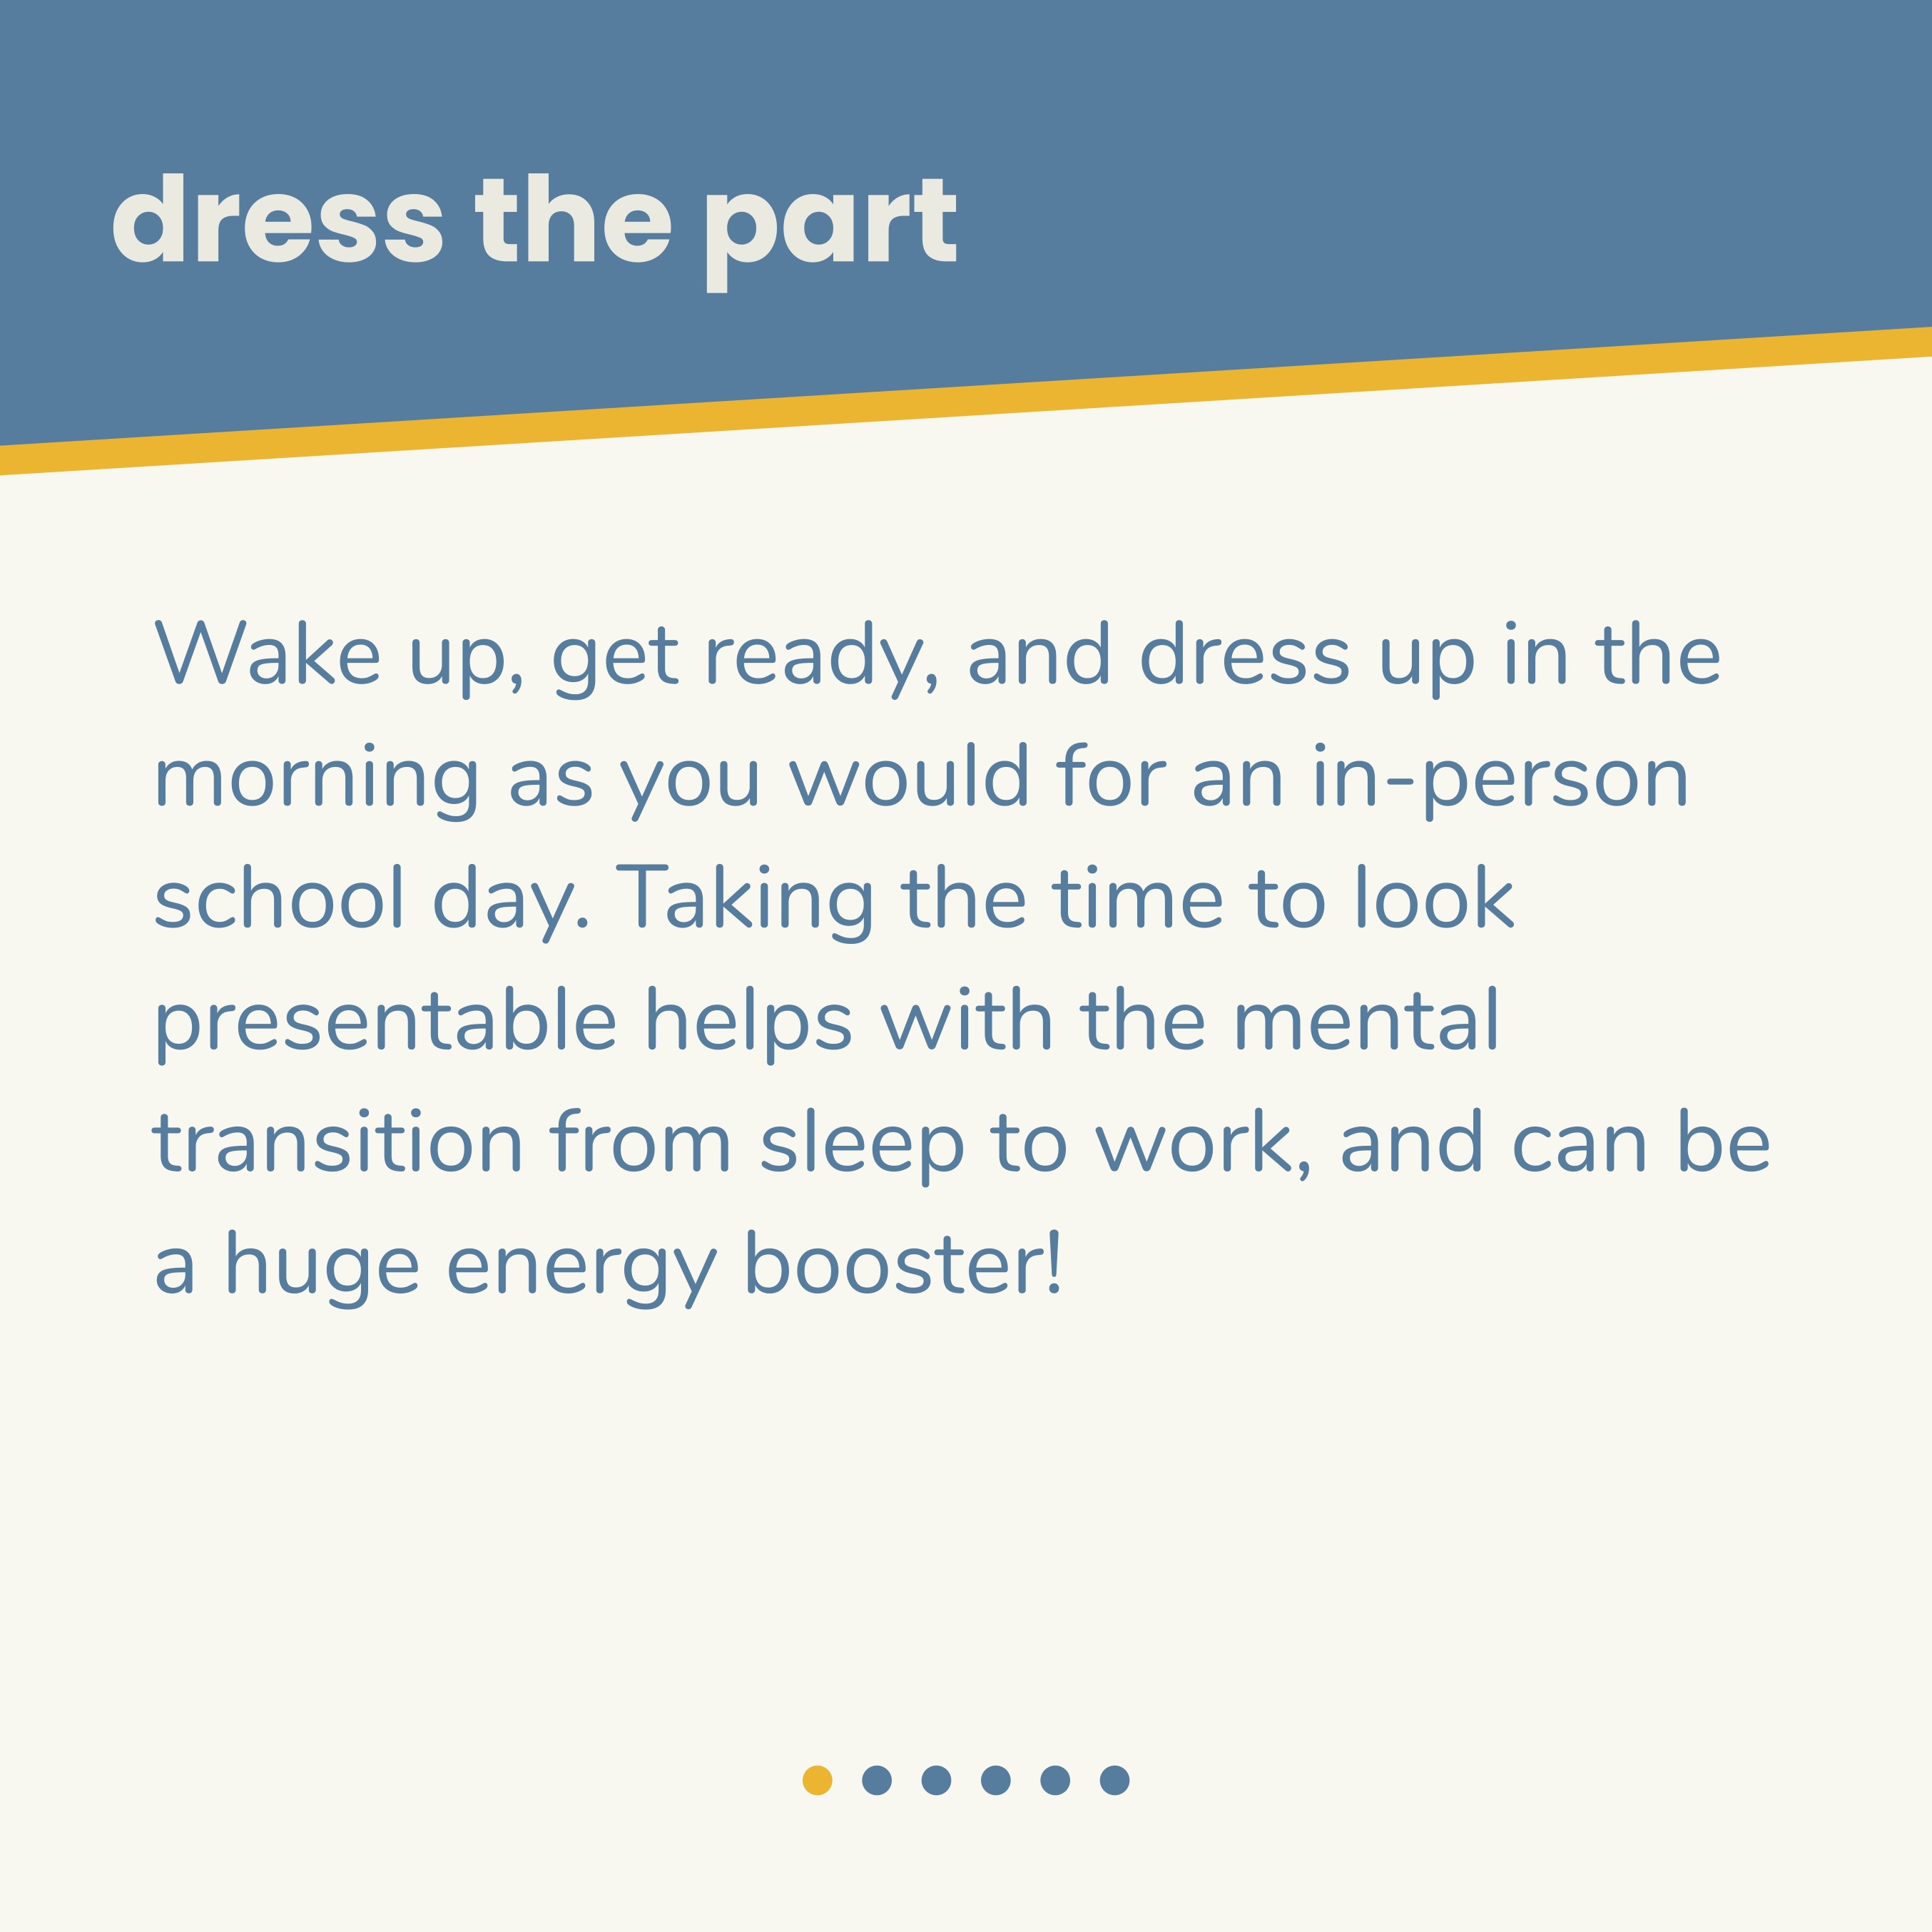 dress the part
Wake up, get ready, and dress up in the
morning as you would for an in-person
school day. Taking the time to look
presentable helps with the mental
transition from sleep to work, and can be
a huge energy booster!